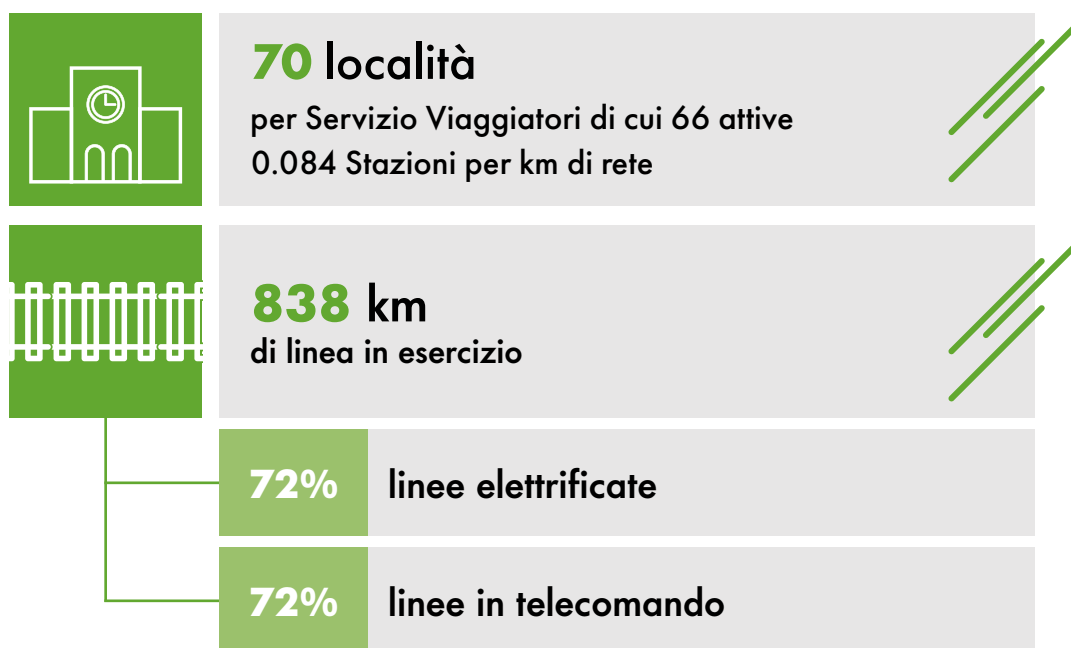 70 località
per Servizio Viaggiatori di cui 66 attive
0.084 Stazioni per km di rete
838 km
di linea in esercizio
72% linee elettrificate
72% linee in telecomando